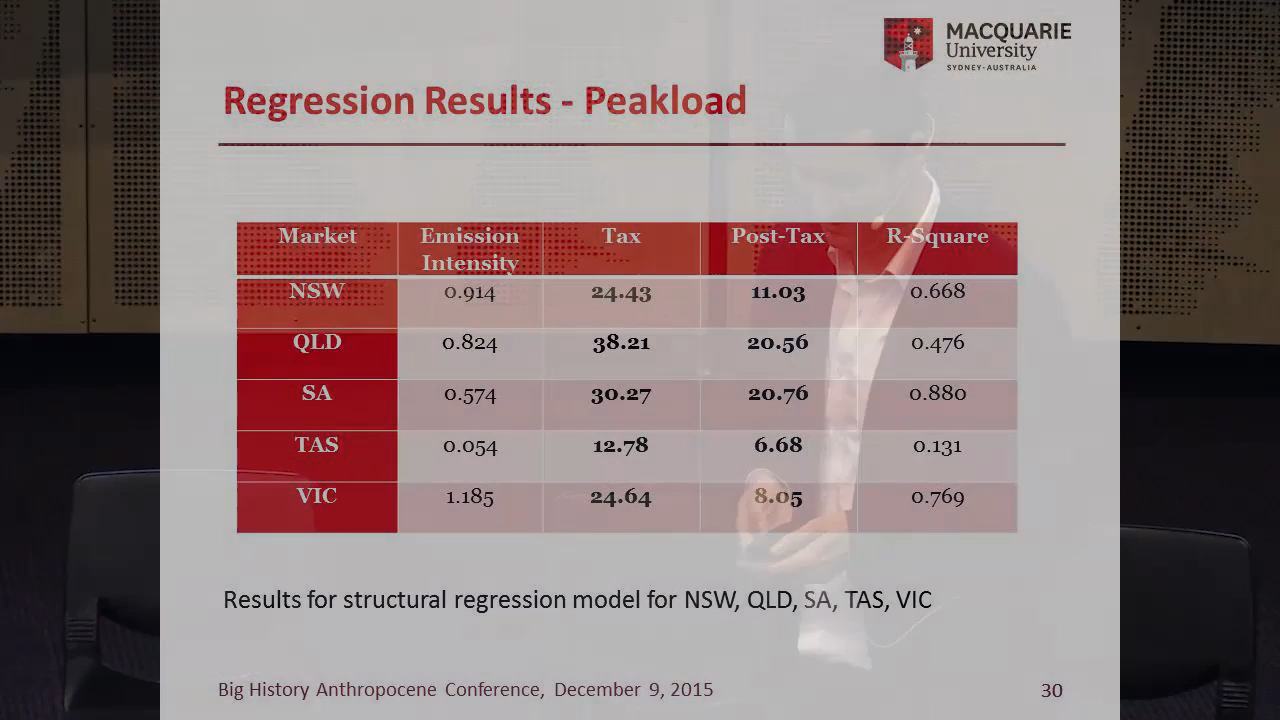 MACQUARIE
University
SYDNEY-AUSTRALIA
Regression Results - Peakload
Market Emission Intensity Tax Post-Tax R-Square
NSW 0.914 24.43 11.03 0.668
QLD 0.824 38.21 20.56 0.476
SA 0.574 30.27 20.76 0.880
TAS 0.054 12.78 6.68 0.131
VIC 1.185 24.64 8.05 0.769
Results for structural regression model for NSW, QLD, SA, TAS, VIC
Big History Anthropocene Conference, December 9, 2015 30